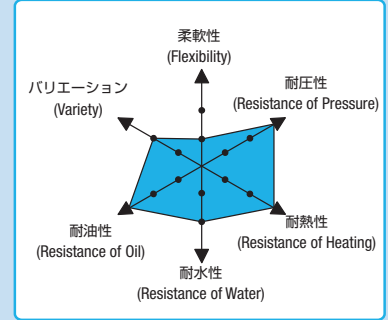 柔軟性
(Flexibility)
耐圧性
(Resistance of Pressure)
バリエーション
(Variety)
耐油性
(Resistance of Oil)
耐熱性
(Resistance of Heating)
耐水性
(Resistance of Water)